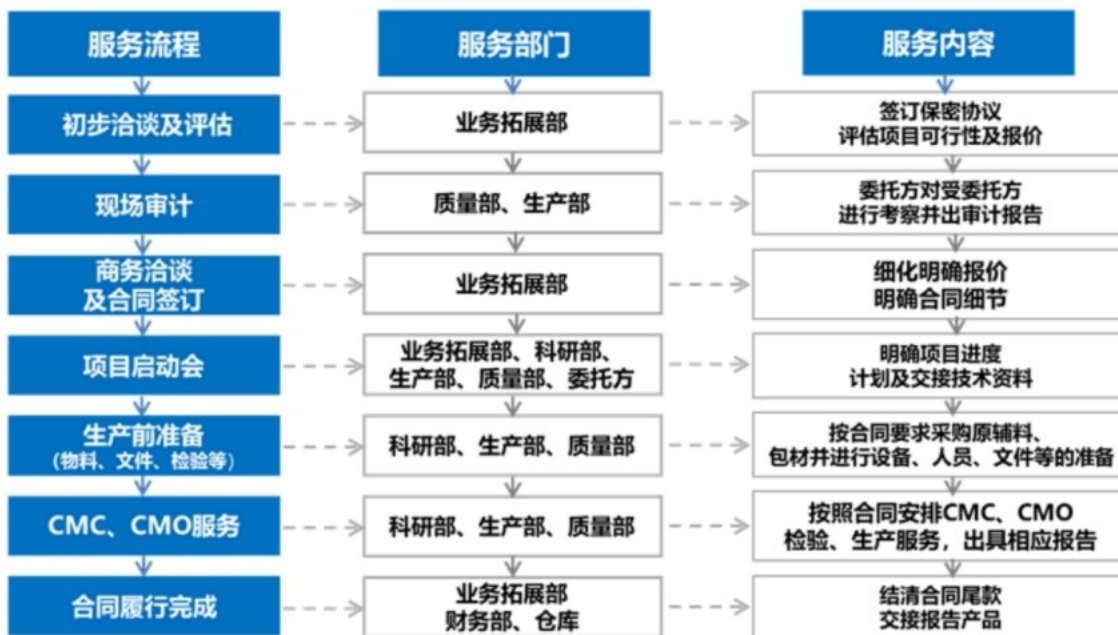 服务流程
服务部门
服务内容
初步洽谈及评估
业务拓展部
签订保密协议
评估项目可行性及报价
现场审计
质量部、生产部
委托方对受委托方
进行考察并出审计报告
商务洽谈
及合同签订
业务拓展部
细化明确报价
明确合同细节
项目启动会
业务拓展部、科研部、
生产部、质量部、委托方
明确项目进度
计划及交接技术资料
生产前准备
(物料、文件、检验等)
科研部、生产部、质量部
按合同要求采购原辅料、
包材并进行设备、人员、文件等的准备
CMC、CMO服务
科研部、生产部、质量部
按照合同安排CMC、CMO
检验、生产服务，出具相应报告
合同履行完成
业务拓展部
财务部、仓库
结清合同尾款
交接报告产品